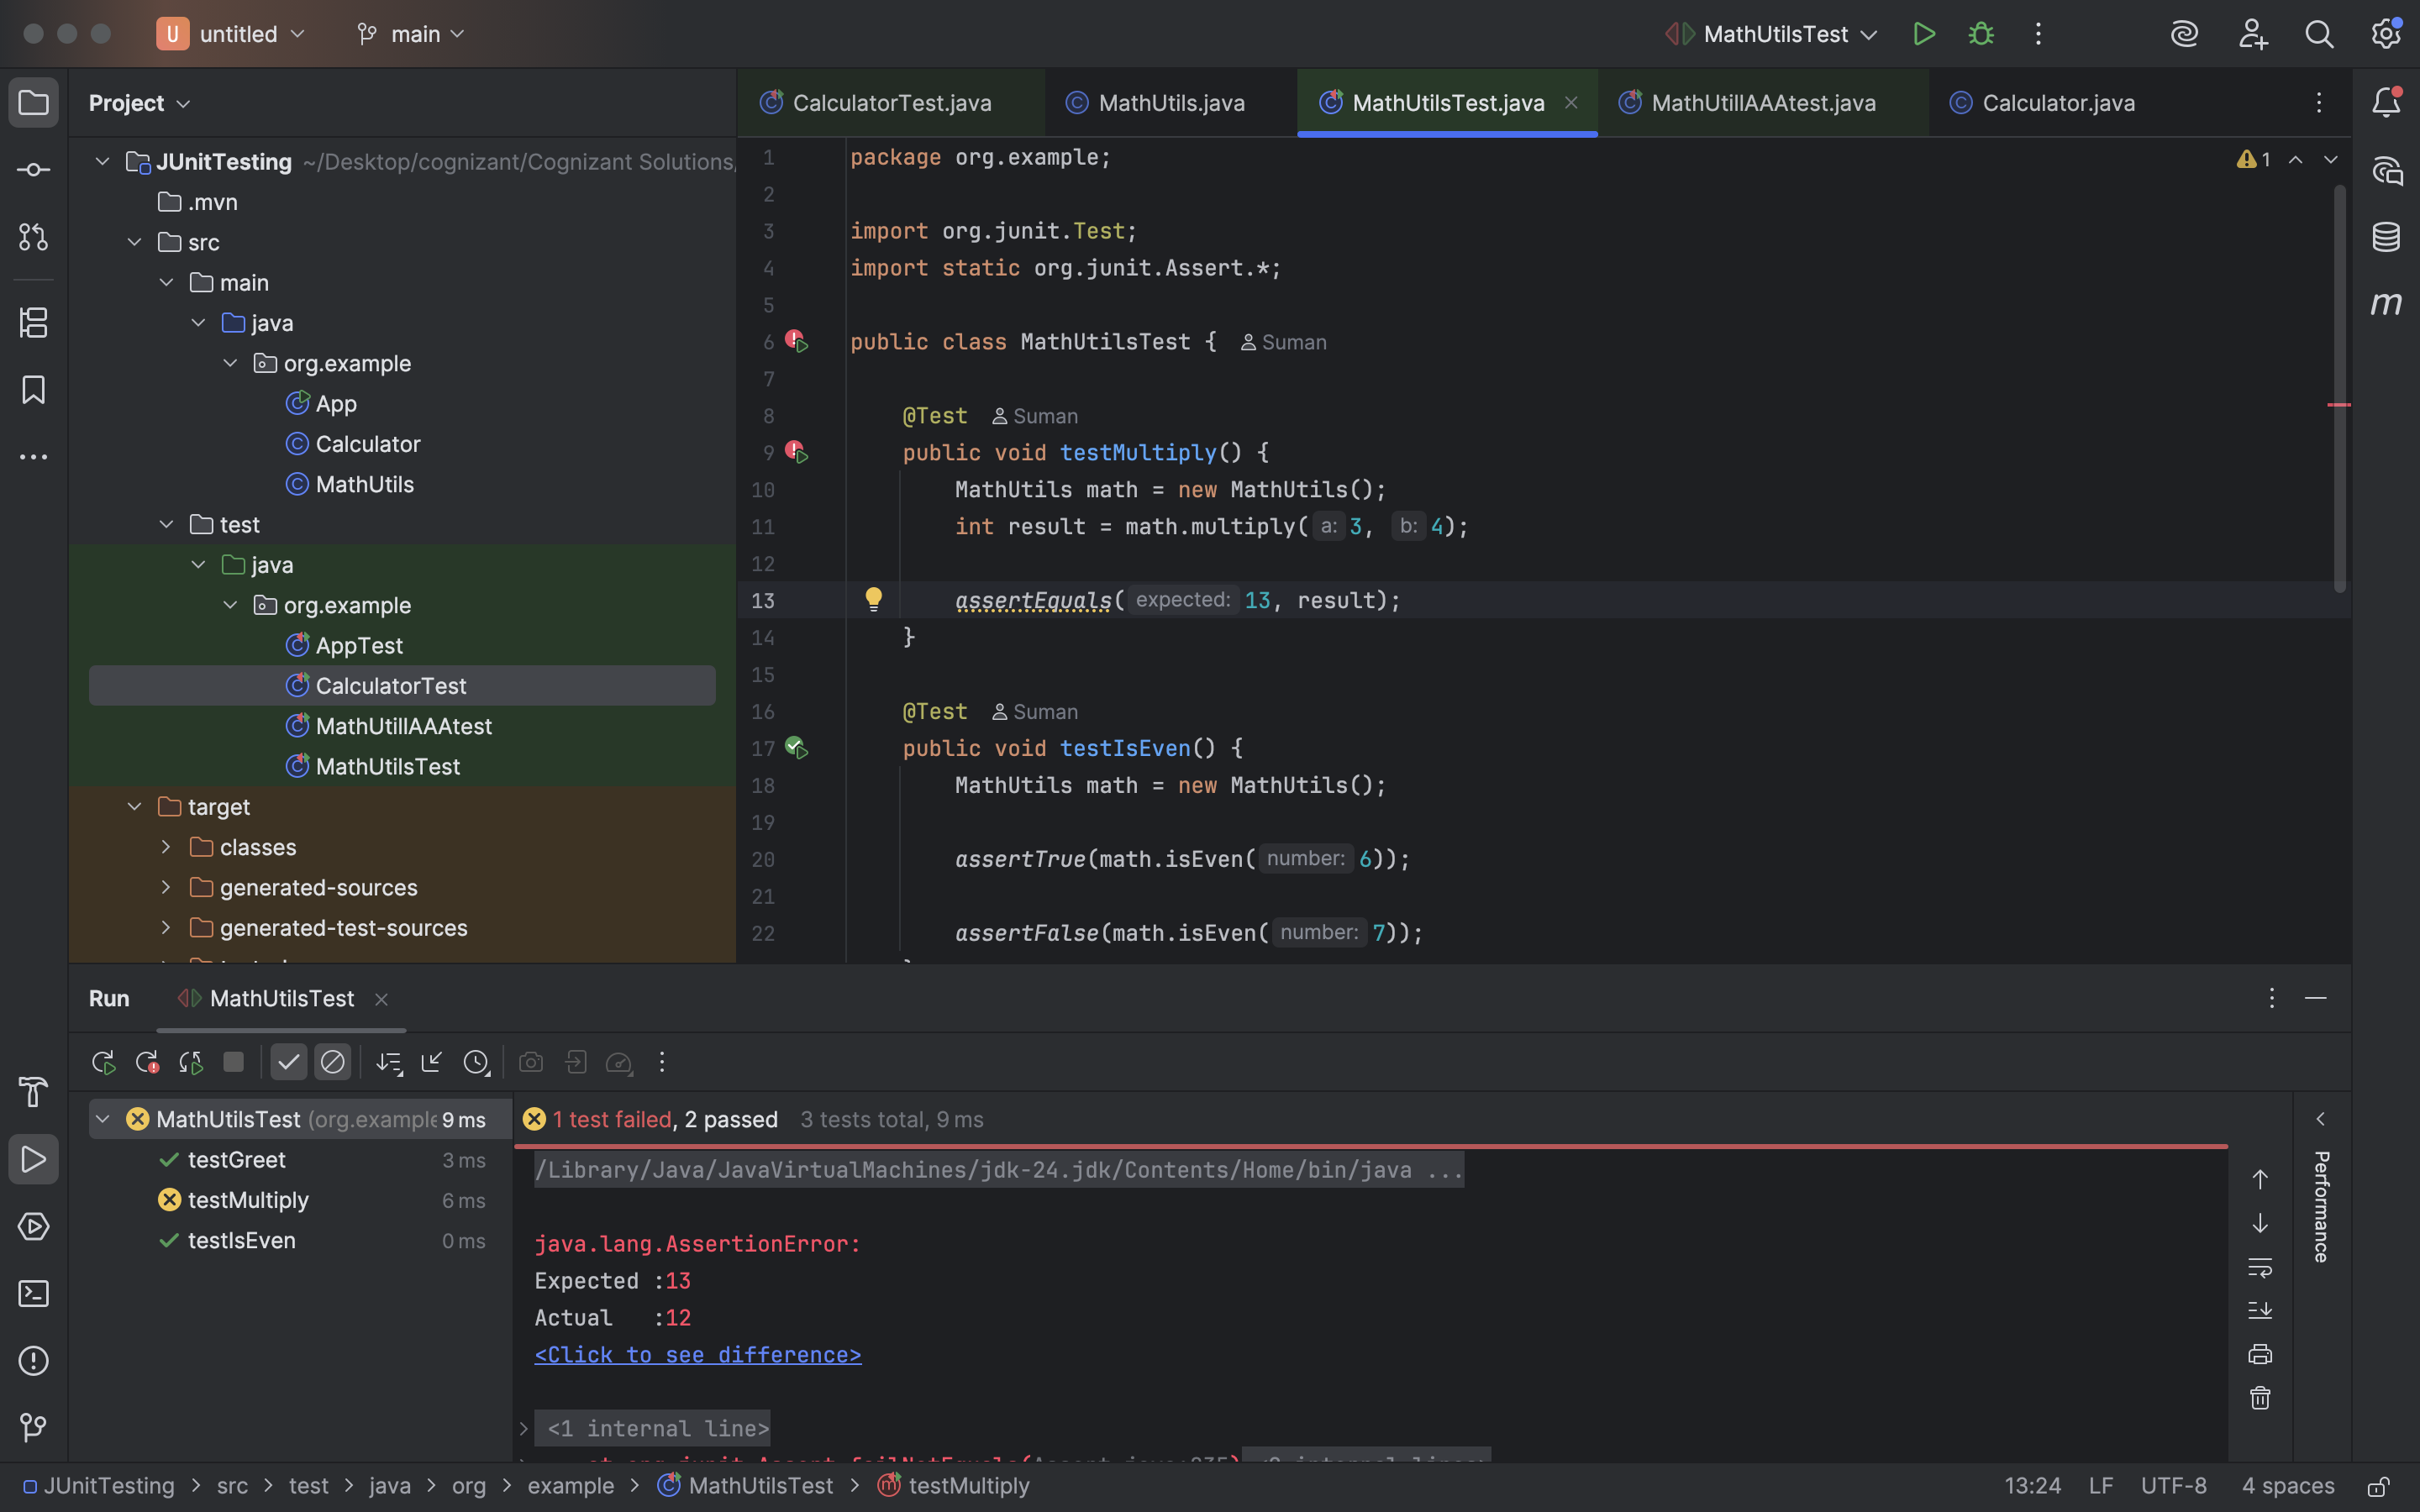 U untitled main MathUtilsTest
Project
CalculatorTest.java MathUtils.java MathUtilsTest.java MathUtillAAAtest.java Calculator.java
JUnitTesting ~/Desktop/cognizant/Cognizant Solutions/
.mvn
src
main
java
org.example
App
Calculator
MathUtils
test
java
org.example
AppTest
CalculatorTest
MathUtillAAAtest
MathUtilsTest
target
classes
generated-sources
generated-test-sources
1 package org.example;
2
3 import org.junit.Test;
4 import static org.junit.Assert.*;
5
6 public class MathUtilsTest { Suman
7
8 @Test Suman
9 public void testMultiply() {
10 MathUtils math = new MathUtils();
11 int result = math.multiply( a: 3, b: 4);
12
13 assertEquals( expected: 13, result);
14 }
15
16 @Test Suman
17 public void testIsEven() {
18 MathUtils math = new MathUtils();
19
20 assertTrue(math.isEven( number: 6));
21
22 assertFalse(math.isEven( number: 7));
1
m
Run MathUtilsTest
MathUtilsTest (org.example 9 ms
testGreet 3 ms
testMultiply 6 ms
testIsEven 0 ms
1 test failed, 2 passed 3 tests total, 9 ms
/Library/Java/JavaVirtualMachines/jdk-24.jdk/Contents/Home/bin/java ...
java.lang.AssertionError:
Expected :13
Actual :12
<Click to see difference>
<1 internal line>
at org.junit.Assert.failNotEquals(Assert.java:835)
Performance
JUnitTesting > src > test > java > org > example > MathUtilsTest > testMultiply 13:24 LF UTF-8 4 spaces